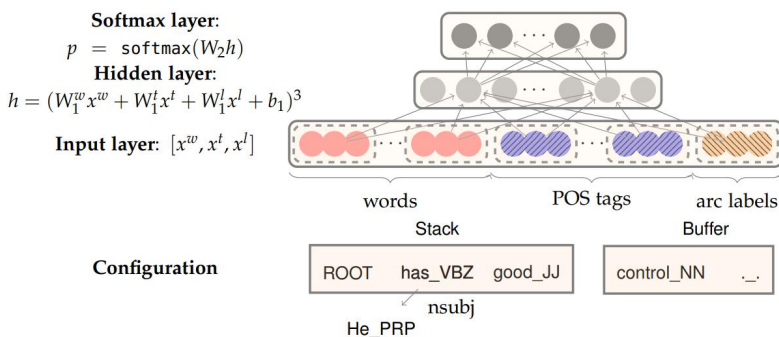 Softmax layer:
p = softmax(W₂h)
Hidden layer:
h = (W₁ʷxʷ + W₁ᵗxᵗ + W₁ˡxˡ + b₁)³
Input layer: [xʷ, xᵗ, xˡ]
words POS tags arc labels
Stack Buffer
Configuration ROOT has_VBZ good_JJ control_NN ._.
nsubj
He_PRP